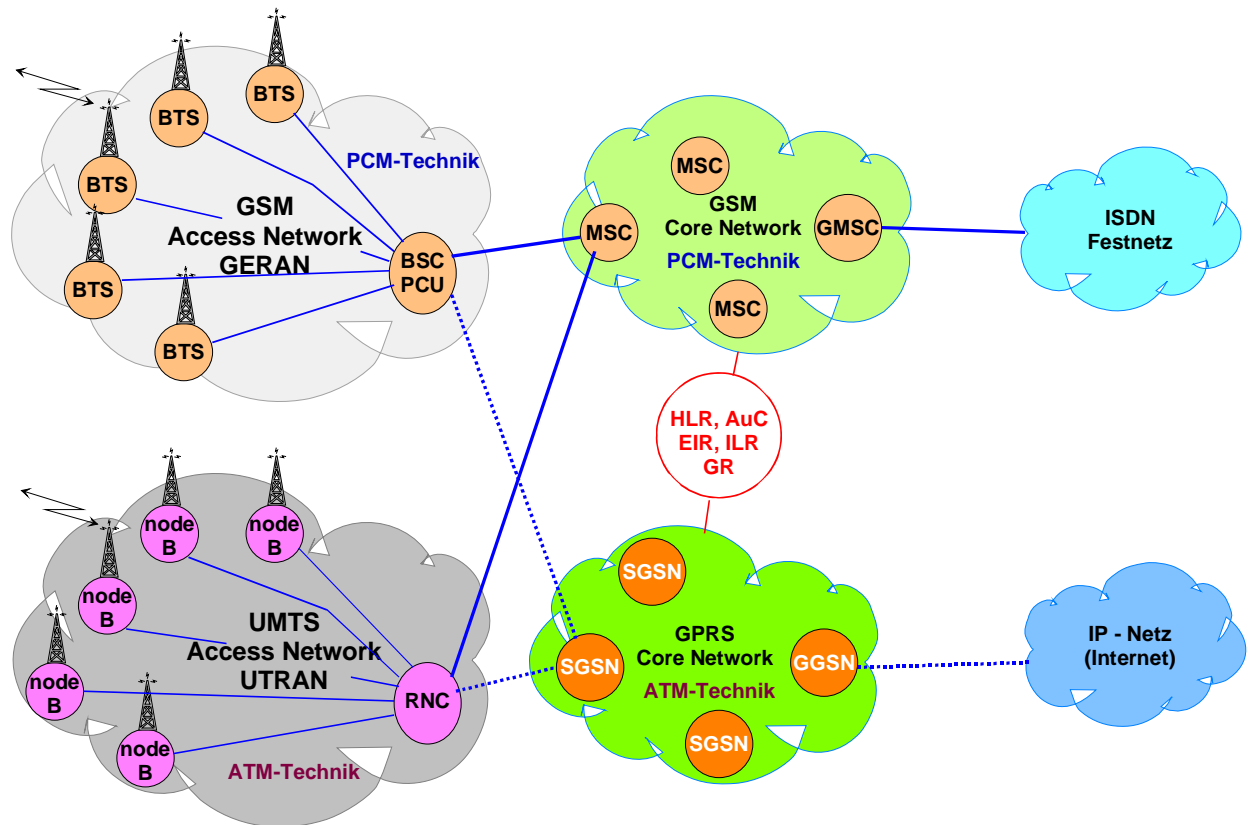 BTS
BTS
BTS
BTS
BTS
PCM-Technik
GSM
Access Network
GERAN
BSC
PCU
MSC
MSC
GSM
Core Network
PCM-Technik
MSC
GMSC
ISDN
Festnetz
HLR, AuC
EIR, ILR
GR
node
B
node
B
node
B
node
B
node
B
UMTS
Access Network
UTRAN
RNC
ATM-Technik
SGSN
SGSN
GPRS
Core Network
ATM-Technik
SGSN
GGSN
IP - Netz
(Internet)